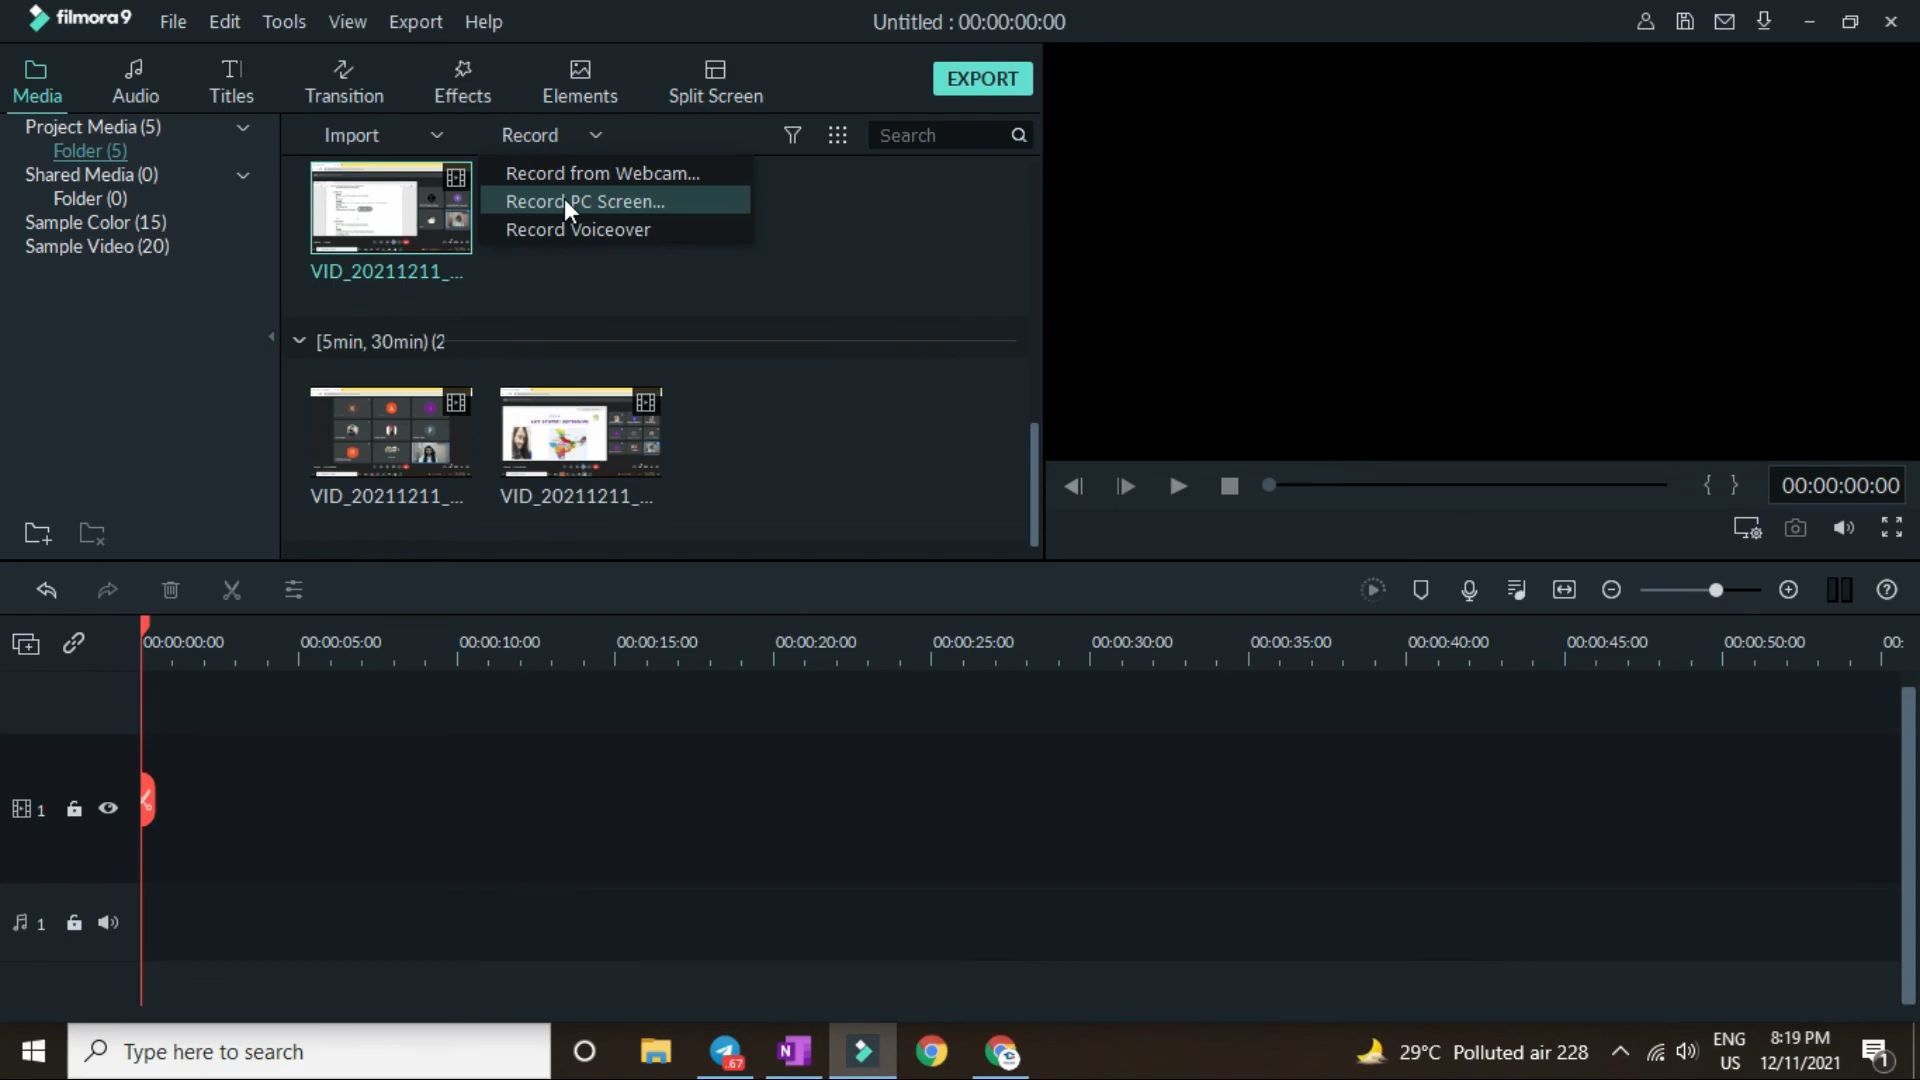 filmora9 File Edit Tools View Export Help Untitled : 00:00:00:00
Media Audio Titles Transition Effects Elements Split Screen EXPORT
Project Media (5)
Folder (5)
Shared Media (0)
Folder (0)
Sample Color (15)
Sample Video (20)
Import Record Search
Record from Webcam...
Record PC Screen...
Record Voiceover
VID_20211211_...
[5min, 30min) (2
VID_20211211_... VID_20211211_...
{ } 00:00:00:00
00:00:00:00 00:00:05:00 00:00:10:00 00:00:15:00 00:00:20:00 00:00:25:00 00:00:30:00 00:00:35:00 00:00:40:00 00:00:45:00 00:00:50:00 00:
1
1
Type here to search
67
29°C Polluted air 228
ENG
US
8:19 PM
12/11/2021
1